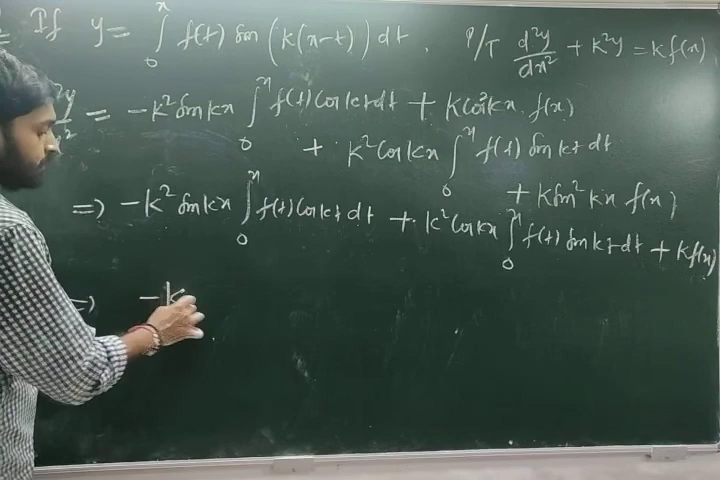 If y = ∫₀ˣ f(t) sin (k(x-t)) dt , P/T d²y/dx² + k²y = k f(x)
²y/x² = -k² sin kx ∫₀ˣ f(t) cos kt dt + k cos² kx . f(x)
+ k² cos kx ∫₀ˣ f(t) sin kt dt
+ k sin² kx f(x)
=> -k² sin kx ∫₀ˣ f(t) cos kt dt + k² cos kx ∫₀ˣ f(t) sin kt dt + k f(x)
=> - k